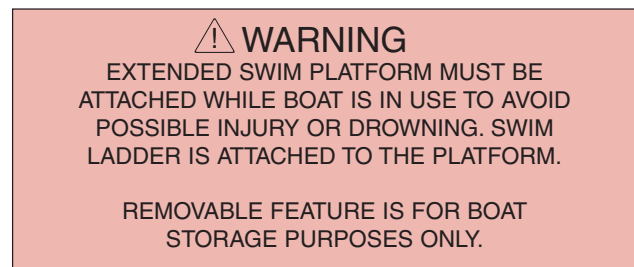 WARNING
EXTENDED SWIM PLATFORM MUST BE
ATTACHED WHILE BOAT IS IN USE TO AVOID
POSSIBLE INJURY OR DROWNING. SWIM
LADDER IS ATTACHED TO THE PLATFORM.
REMOVABLE FEATURE IS FOR BOAT
STORAGE PURPOSES ONLY.